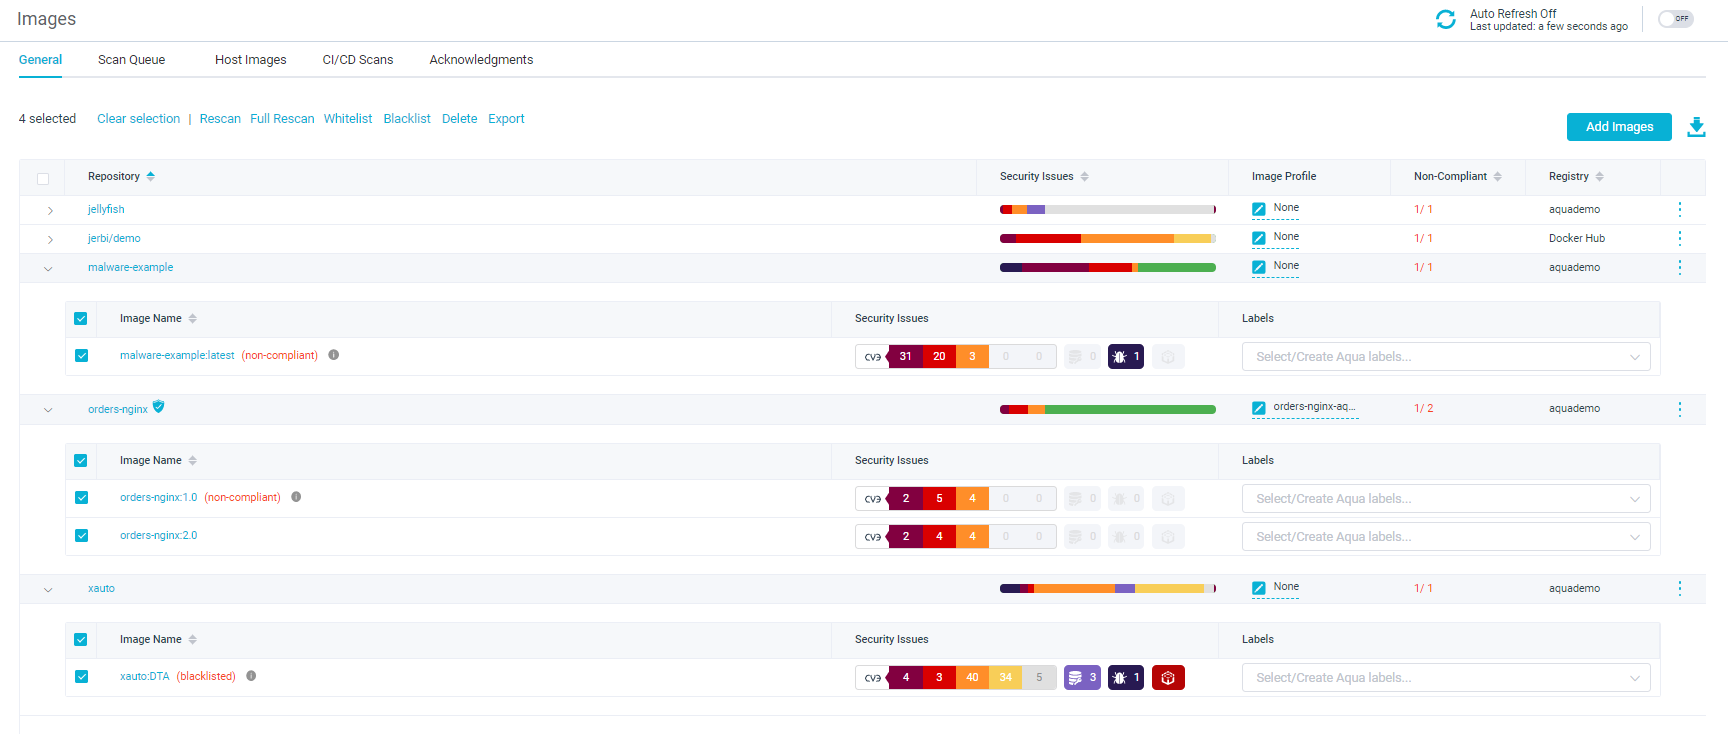 Images
Auto Refresh Off
Last updated: a few seconds ago
OFF
General Scan Queue Host Images CI/CD Scans Acknowledgments
4 selected Clear selection | Rescan Full Rescan Whitelist Blacklist Delete Export
Add Images
Repository Security Issues Image Profile Non-Compliant Registry
jellyfish None 1/ 1 aquademo
jerbi/demo None 1/ 1 Docker Hub
malware-example None 1/ 1 aquademo
Image Name Security Issues Labels
malware-example:latest (non-compliant) CVE 31 20 3 0 0 0 1 Select/Create Aqua labels...
orders-nginx orders-nginx-aq... 1/ 2 aquademo
Image Name Security Issues Labels
orders-nginx:1.0 (non-compliant) CVE 2 5 4 0 0 0 0 Select/Create Aqua labels...
orders-nginx:2.0 CVE 2 4 4 0 0 0 0 Select/Create Aqua labels...
xauto None 1/ 1 aquademo
Image Name Security Issues Labels
xauto:DTA (blacklisted) CVE 4 3 40 34 5 3 1 Select/Create Aqua labels...